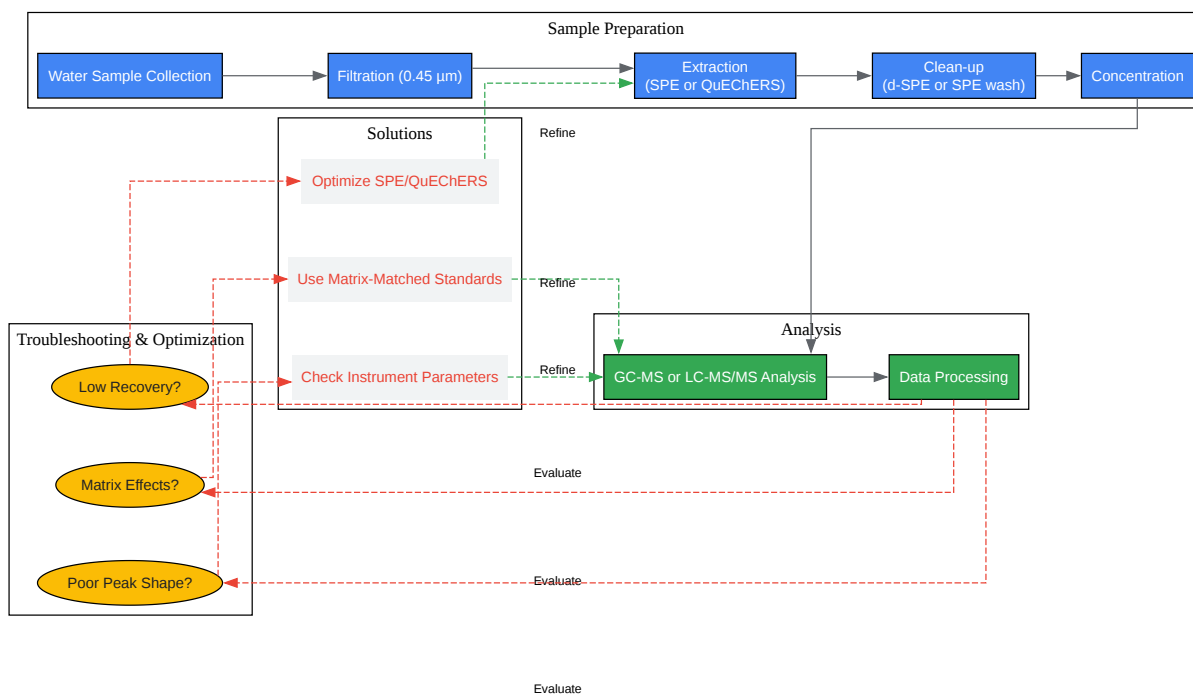 Sample Preparation
Water Sample Collection
Filtration (0.45 µm)
Extraction
(SPE or QuEChERS)
Clean-up
(d-SPE or SPE wash)
Concentration
Solutions
Refine
Optimize SPE/QuEChERS
Use Matrix-Matched Standards
Refine
Troubleshooting & Optimization
Analysis
Low Recovery?
Check Instrument Parameters
Refine
GC-MS or LC-MS/MS Analysis
Data Processing
Matrix Effects?
Evaluate
Poor Peak Shape?
Evaluate
Evaluate